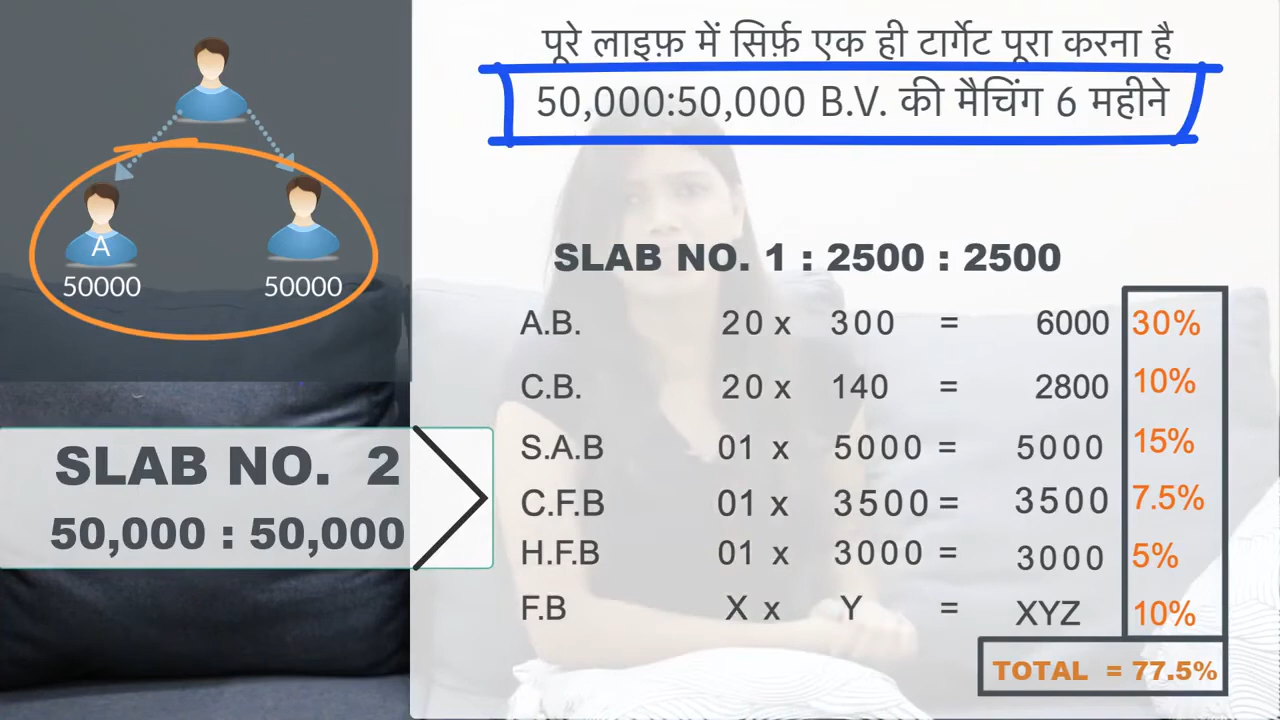 पूरे लाइफ़ में सिर्फ़ एक ही टार्गेट पूरा करना है
50,000:50,000 B.V. की मैचिंग 6 महीने
A
50000 50000
SLAB NO. 1 : 2500 : 2500
A.B. 20 x 300 = 6000 30%
C.B. 20 x 140 = 2800 10%
S.A.B 01 x 5000 = 5000 15%
C.F.B 01 x 3500 = 3500 7.5%
H.F.B 01 x 3000 = 3000 5%
F.B X x Y = XYZ 10%
TOTAL = 77.5%
SLAB NO. 2
50,000 : 50,000